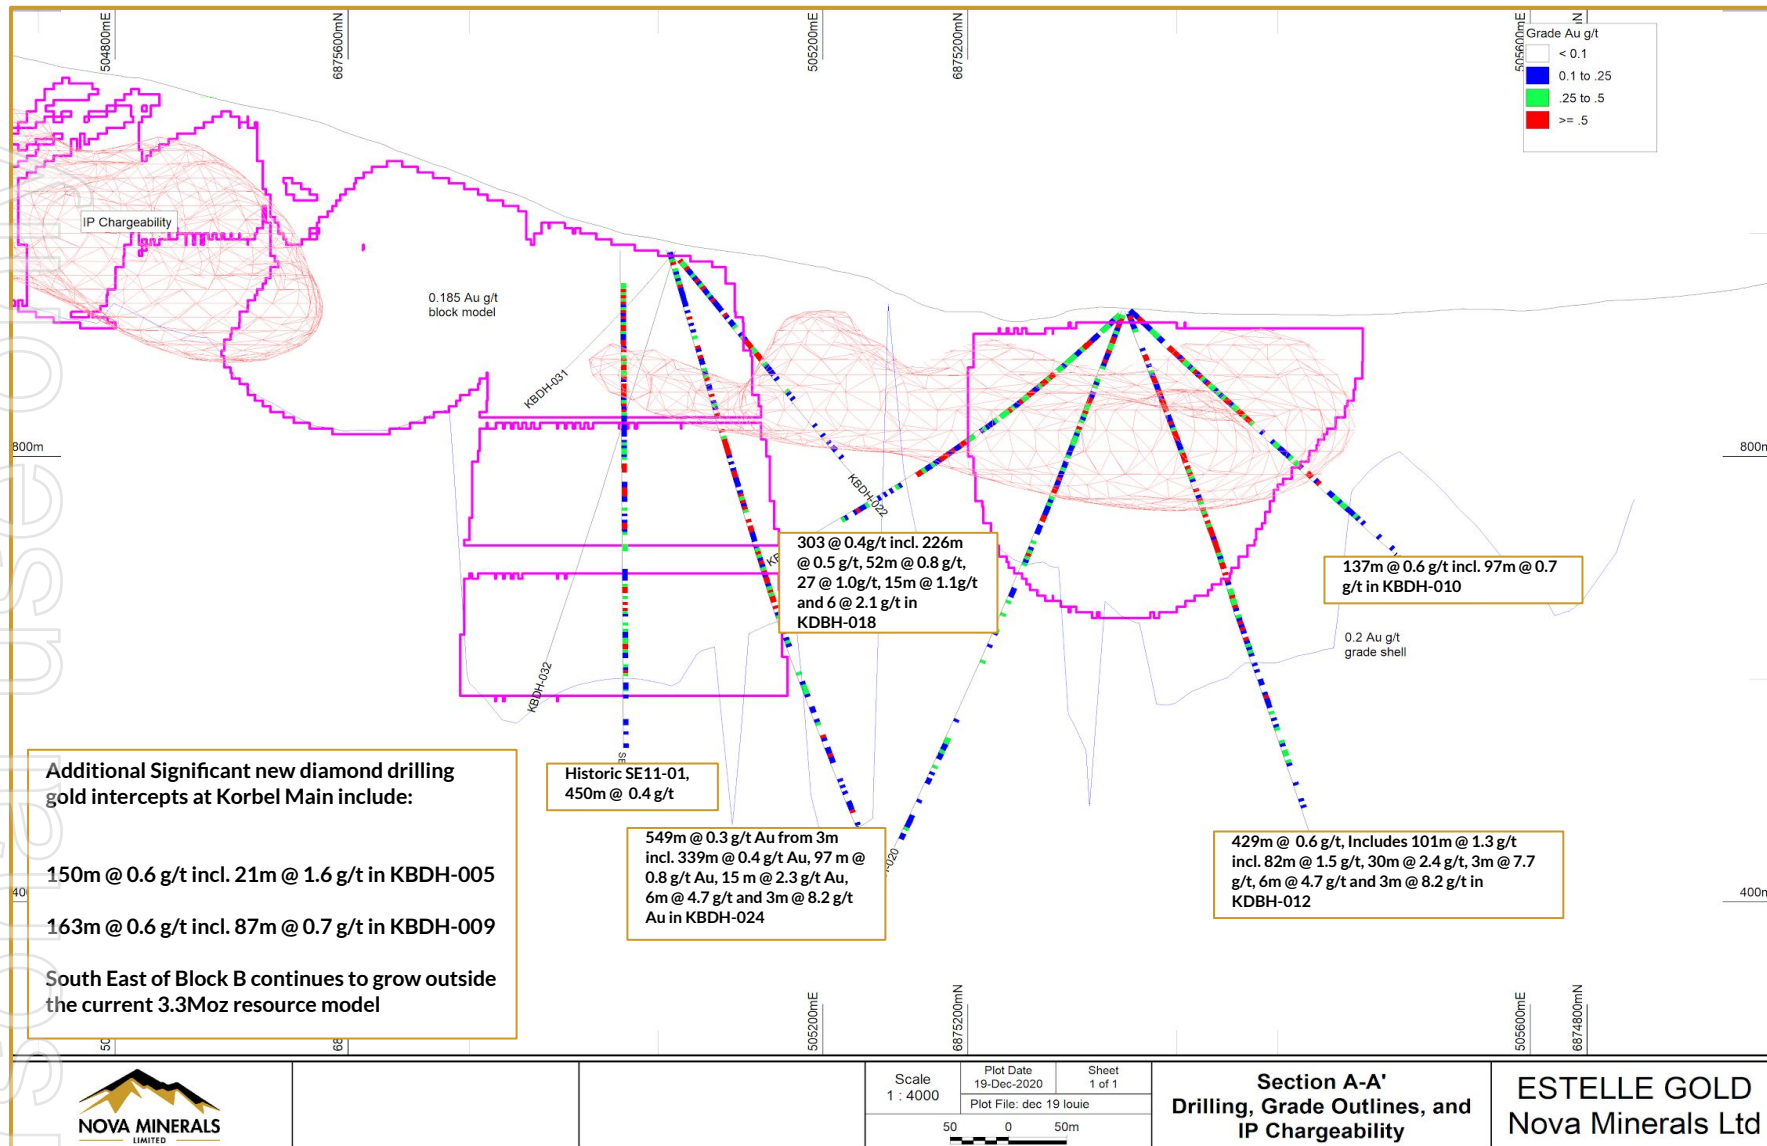 504800mE
6875600mN
505200mE
6875200mN
505600mE
Grade Au g/t
< 0.1
0.1 to .25
.25 to .5
>= .5
IP Chargeability
0.185 Au g/t
block model
KBDH-031
800m
800m
KBDH-022
303 @ 0.4g/t incl. 226m
@ 0.5 g/t, 52m @ 0.8 g/t,
27 @ 1.0g/t, 15m @ 1.1g/t
and 6 @ 2.1 g/t in
KDBH-018
137m @ 0.6 g/t incl. 97m @ 0.7
g/t in KBDH-010
0.2 Au g/t
grade shell
KBDH-032
Historic SE11-01,
450m @ 0.4 g/t
549m @ 0.3 g/t Au from 3m
incl. 339m @ 0.4 g/t Au, 97 m @
0.8 g/t Au, 15 m @ 2.3 g/t Au,
6m @ 4.7 g/t and 3m @ 8.2 g/t
Au in KBDH-024
-020
429m @ 0.6 g/t, Includes 101m @ 1.3 g/t
incl. 82m @ 1.5 g/t, 30m @ 2.4 g/t, 3m @ 7.7
g/t, 6m @ 4.7 g/t and 3m @ 8.2 g/t in
KDBH-012
400m
Additional Significant new diamond drilling
gold intercepts at Korbel Main include:
150m @ 0.6 g/t incl. 21m @ 1.6 g/t in KBDH-005
163m @ 0.6 g/t incl. 87m @ 0.7 g/t in KBDH-009
South East of Block B continues to grow outside
the current 3.3Moz resource model
505200mE
6875200mN
505600mE
6874800mN
NOVA MINERALS
LIMITED
Scale
1 : 4000
Plot Date
19-Dec-2020
Sheet
1 of 1
Plot File: dec 19 louie
50 0 50m
Section A-A'
Drilling, Grade Outlines, and
IP Chargeability
ESTELLE GOLD
Nova Minerals Ltd